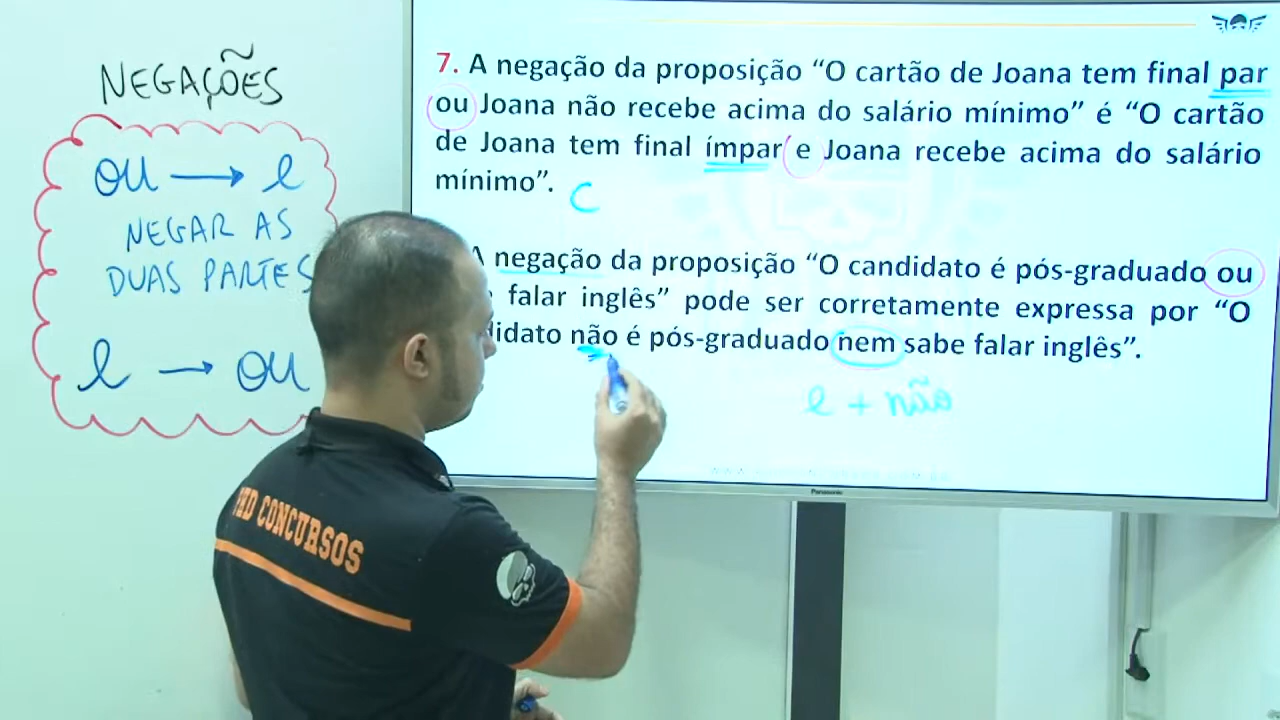 NEGAÇÕES
OU → e
NEGAR AS
DUAS PARTES
e → OU
7. A negação da proposição “O cartão de Joana tem final par
ou Joana não recebe acima do salário mínimo” é “O cartão
de Joana tem final ímpar e Joana recebe acima do salário
mínimo”. C
A negação da proposição “O candidato é pós-graduado ou
falar inglês” pode ser corretamente expressa por “O
não é pós-graduado nem sabe falar inglês”.
e + não
Panasonic
PHD CONCURSOS